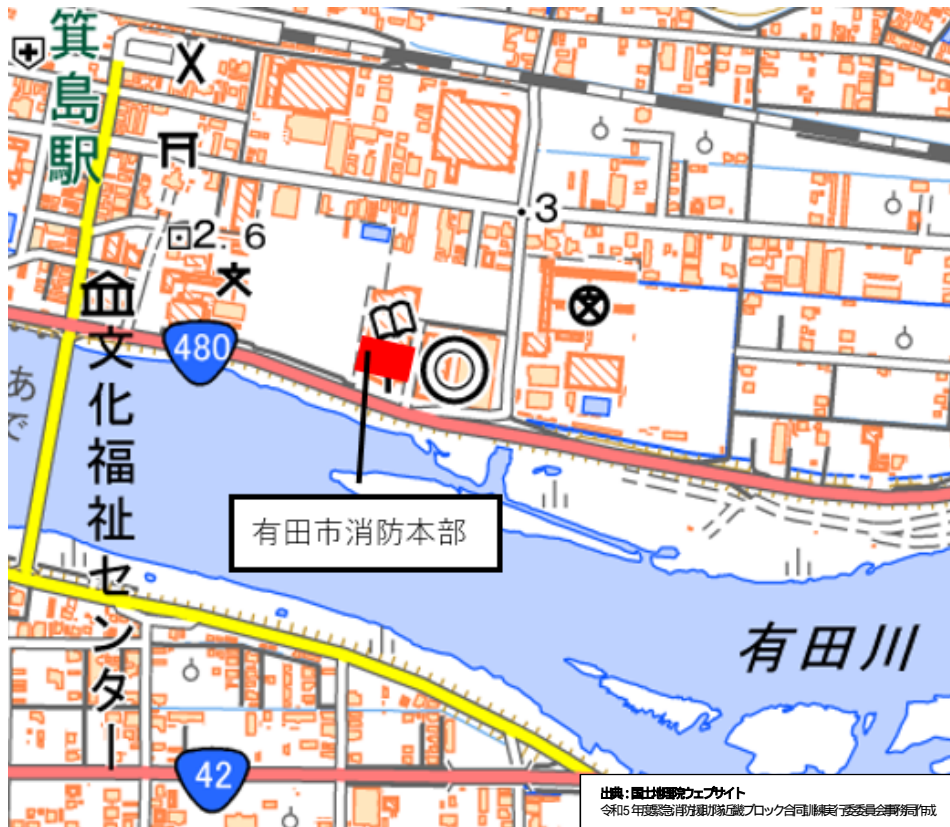 箕島駅
2.6
3
480
あ
で
文化福祉センター
有田市消防本部
有田川
42
出典:国土地理院ウェブサイト
令和5年度緊急消防援助隊近畿ブロック合同訓練実行委員会事務局作成